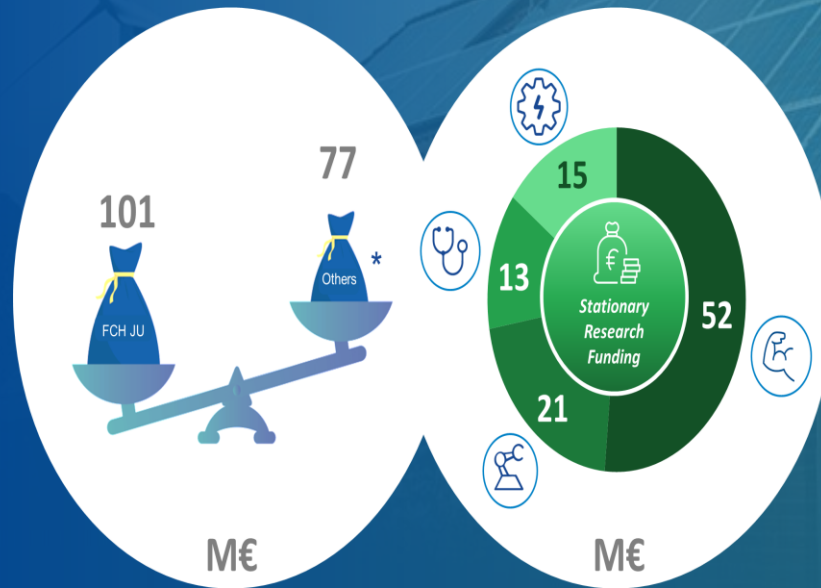 101
77
FCH JU
Others
*
M€
15
13
52
21
€
Stationary
Research
Funding
M€